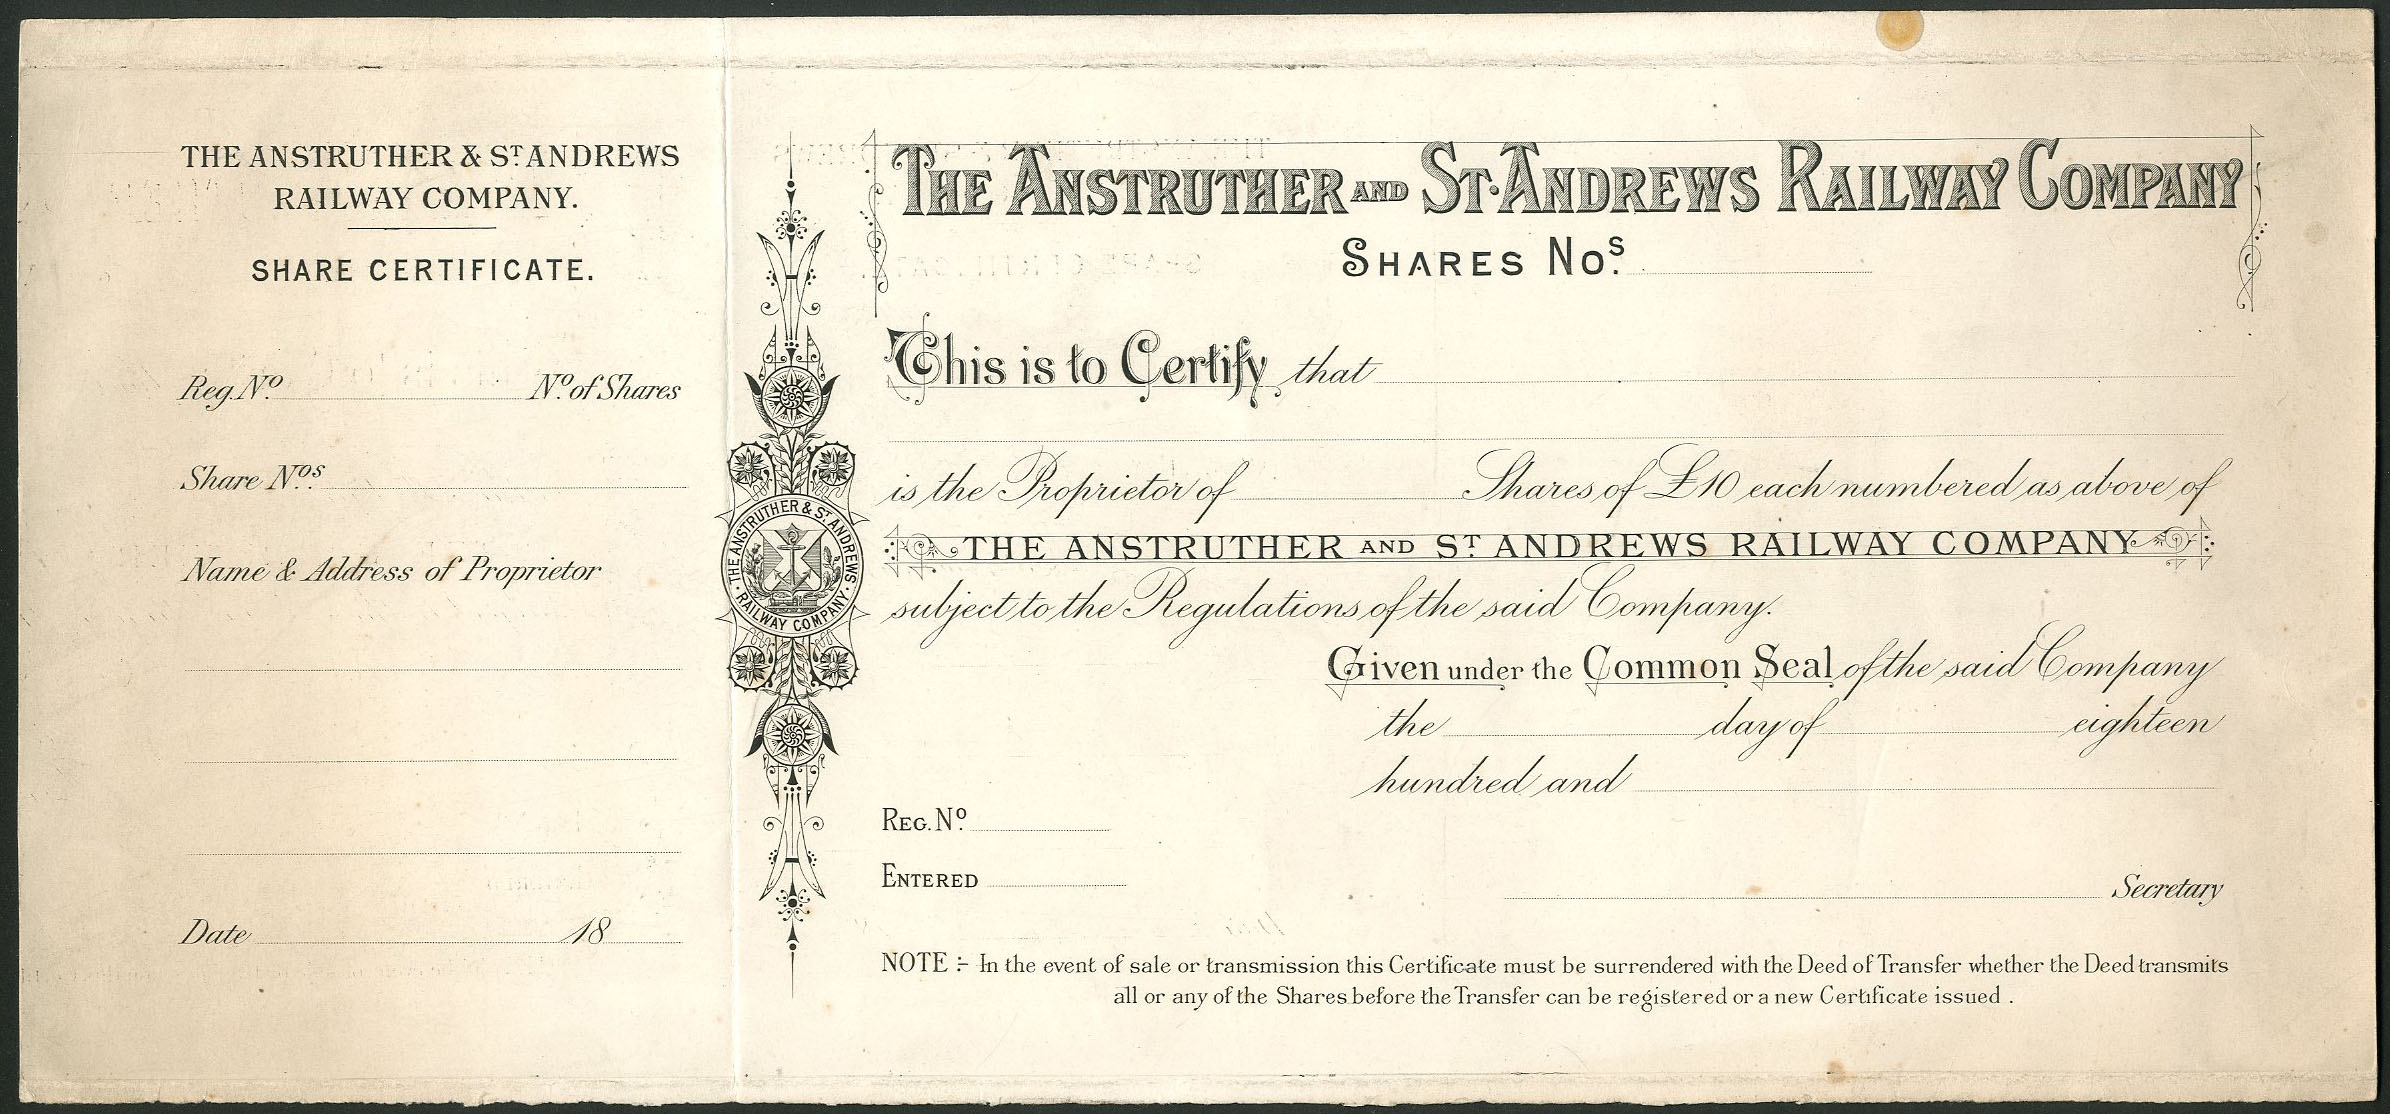 THE ANSTRUTHER & ST ANDREWS
RAILWAY COMPANY.
SHARE CERTIFICATE.
Reg. No. No. of Shares
Share Nos.
Name & Address of Proprietor
Date 18
THE ANSTRUTHER & ST ANDREWS · RAILWAY COMPANY ·
THE ANSTRUTHER AND ST. ANDREWS RAILWAY COMPANY
SHARES Nos.
This is to Certify that
is the Proprietor of Shares of £10 each numbered as above of
THE ANSTRUTHER AND ST ANDREWS RAILWAY COMPANY
subject to the Regulations of the said Company.
Given under the Common Seal of the said Company
the day of eighteen
hundred and
REG. No.
ENTERED
Secretary
NOTE :- In the event of sale or transmission this Certificate must be surrendered with the Deed of Transfer whether the Deed transmits
all or any of the Shares before the Transfer can be registered or a new Certificate issued .